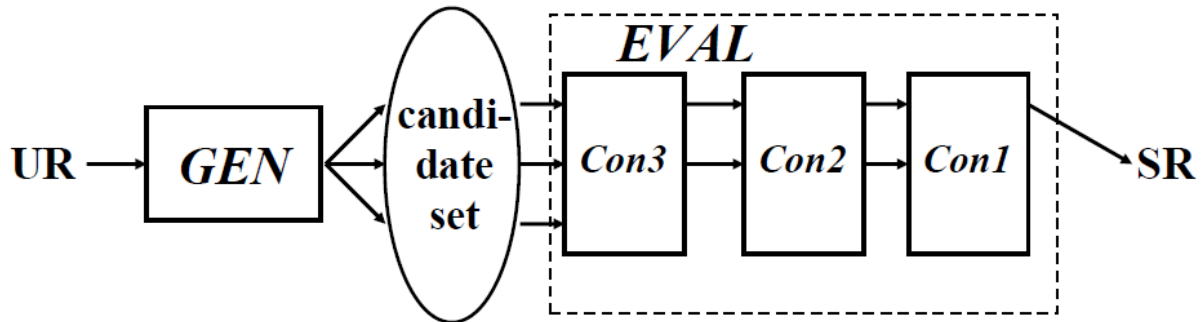 EVAL
UR
GEN
candi-
date
set
Con3
Con2
Con1
SR